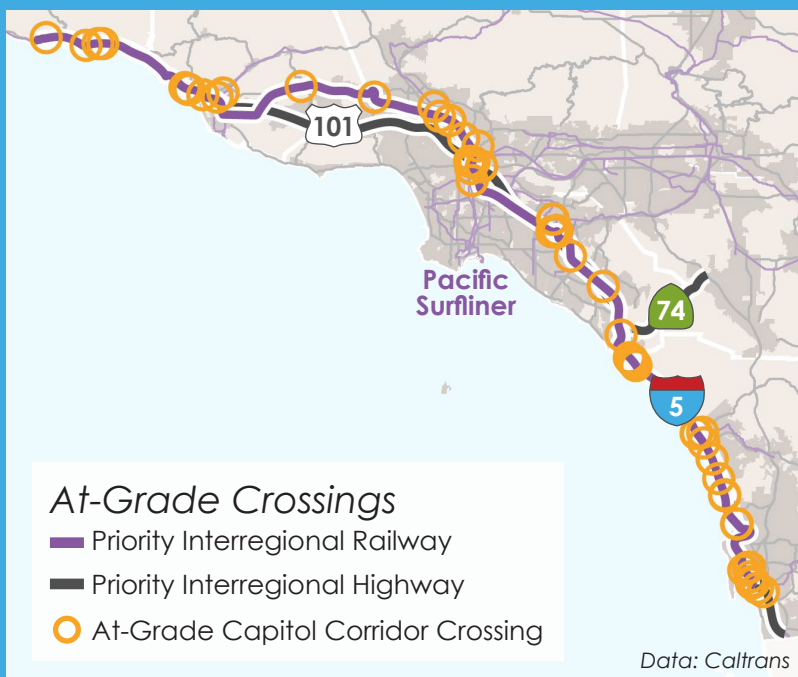 101
Pacific
Surfliner
74
5
At-Grade Crossings
Priority Interregional Railway
Priority Interregional Highway
At-Grade Capitol Corridor Crossing
Data: Caltrans